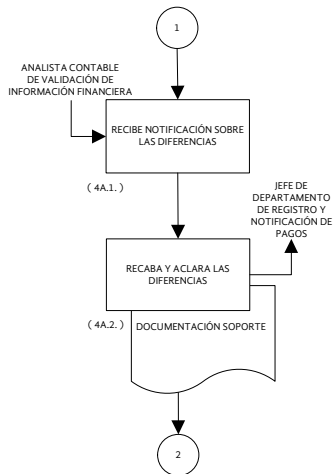 1
ANALISTA CONTABLE
DE VALIDACIÓN DE
INFORMACIÓN FINANCIERA
RECIBE NOTIFICACIÓN SOBRE
LAS DIFERENCIAS
( 4A.1. )
JEFE DE
DEPARTAMENTO
DE REGISTRO Y
NOTIFICACIÓN DE
PAGOS
RECABA Y ACLARA LAS
DIFERENCIAS
( 4A.2. )
DOCUMENTACIÓN SOPORTE
2